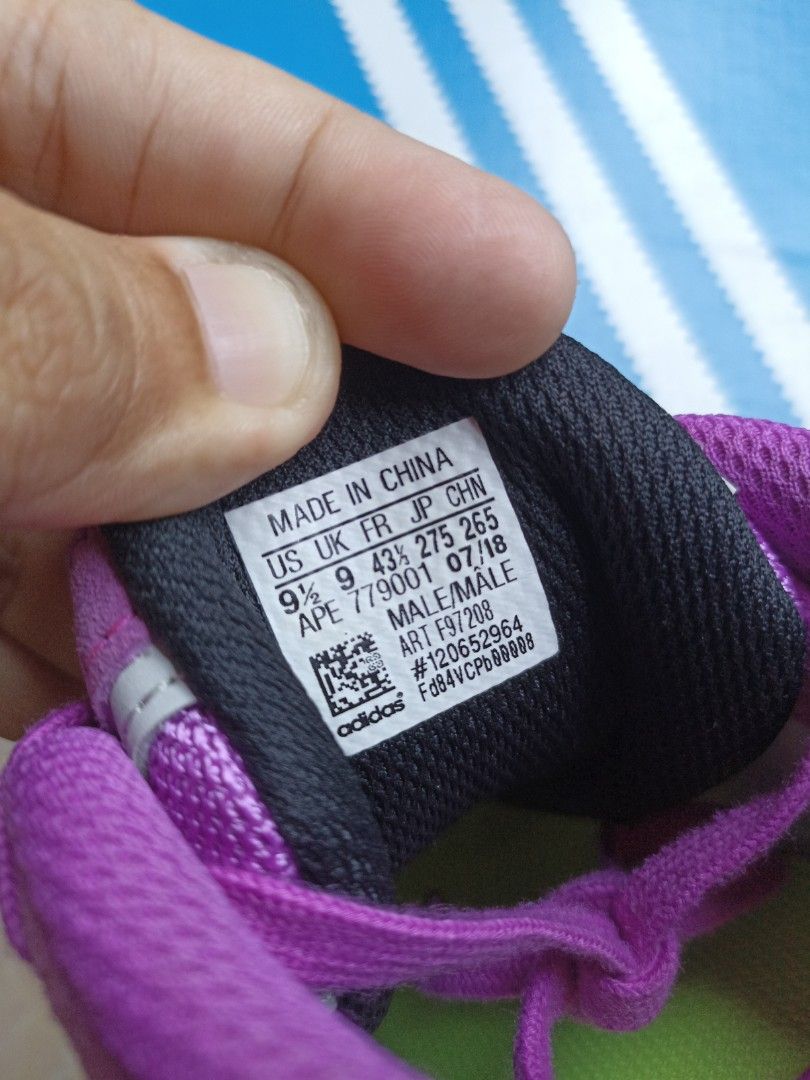 MADE IN CHINA
US UK FR JP CHN
9½ 9 43⅓ 275 265
APE 779001 07/18
MALE/MÂLE
ART F97208
#120652964
Fd84VCPb00008
adidas®